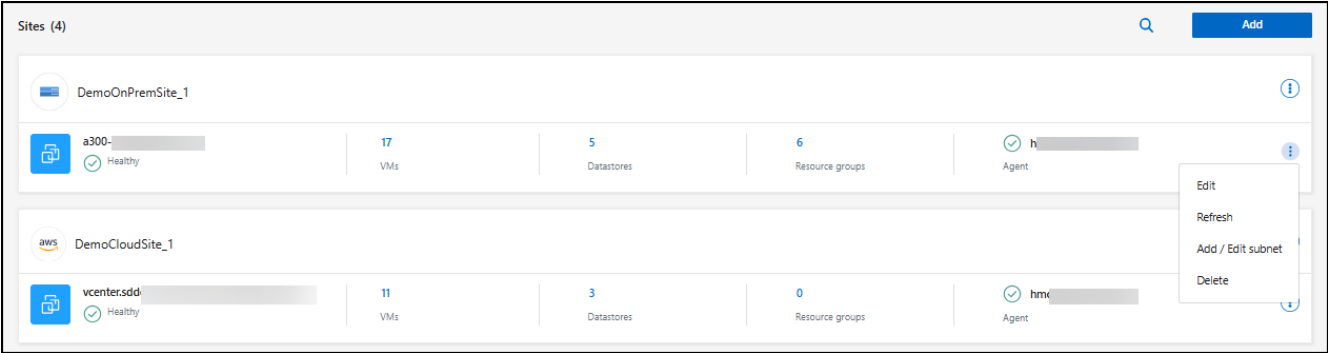 Sites (4)
Add
DemoOnPremSite_1
a300-
Healthy
17
VMs
5
Datastores
6
Resource groups
h
Agent
Edit
Refresh
Add / Edit subnet
Delete
aws
DemoCloudSite_1
vcenter.sdd
Healthy
11
VMs
3
Datastores
0
Resource groups
hm
Agent